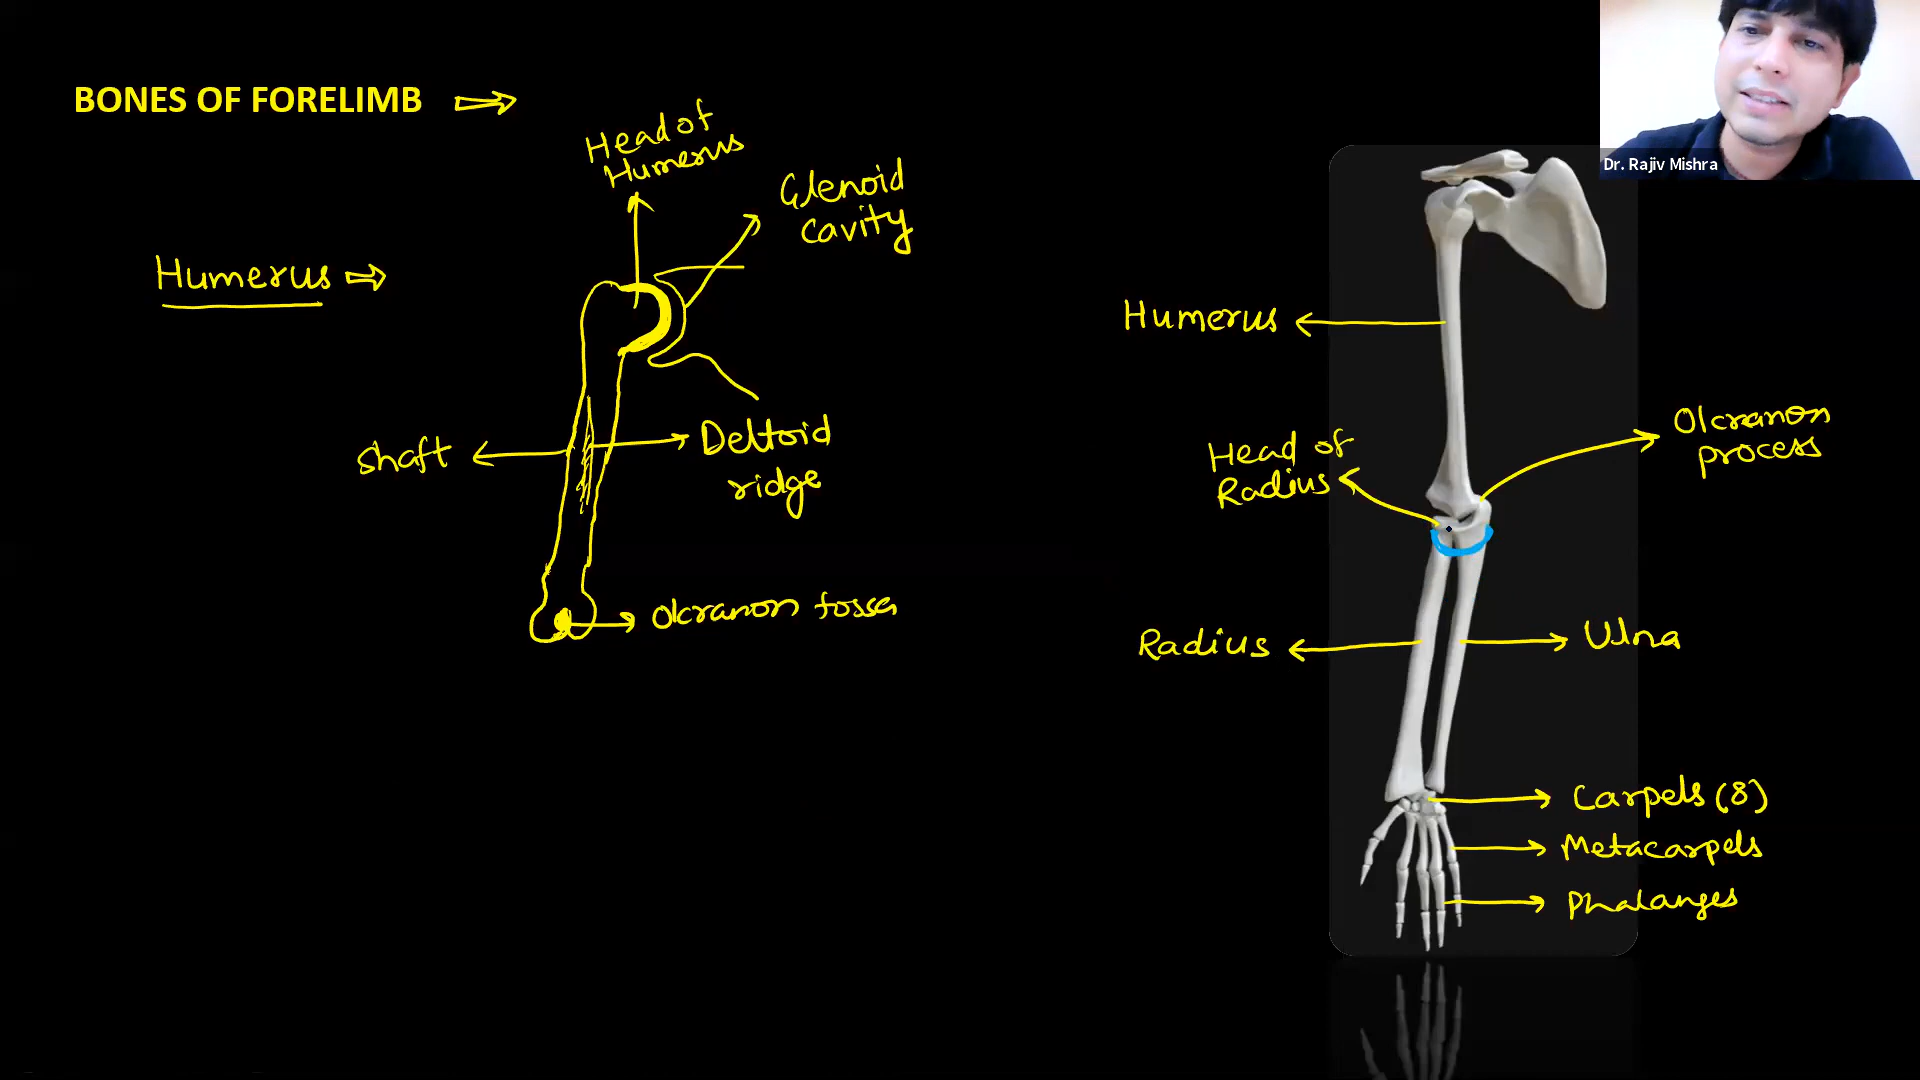 BONES OF FORELIMB
Head of
Humerus
Glenoid
cavity
Humerus
shaft
Deltoid
ridge
Olcranon fossa
Dr. Rajiv Mishra
Humerus
Head of
Radius
Olcranon
process
Radius
Ulna
Carpels (8)
Metacarpels
Phalanges